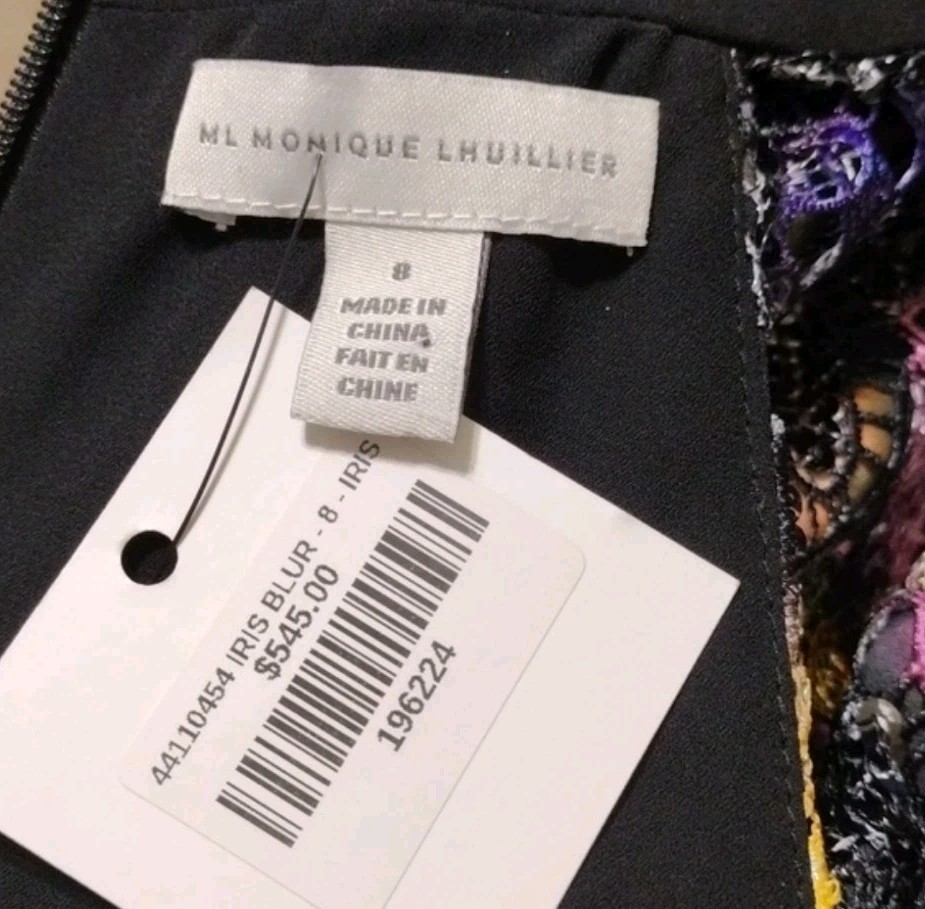 ML MONIQUE LHUILLIER
8
MADE IN
CHINA
FAIT EN
CHINE
44110454 IRIS BLUR - 8 - IRIS
$545.00
196224